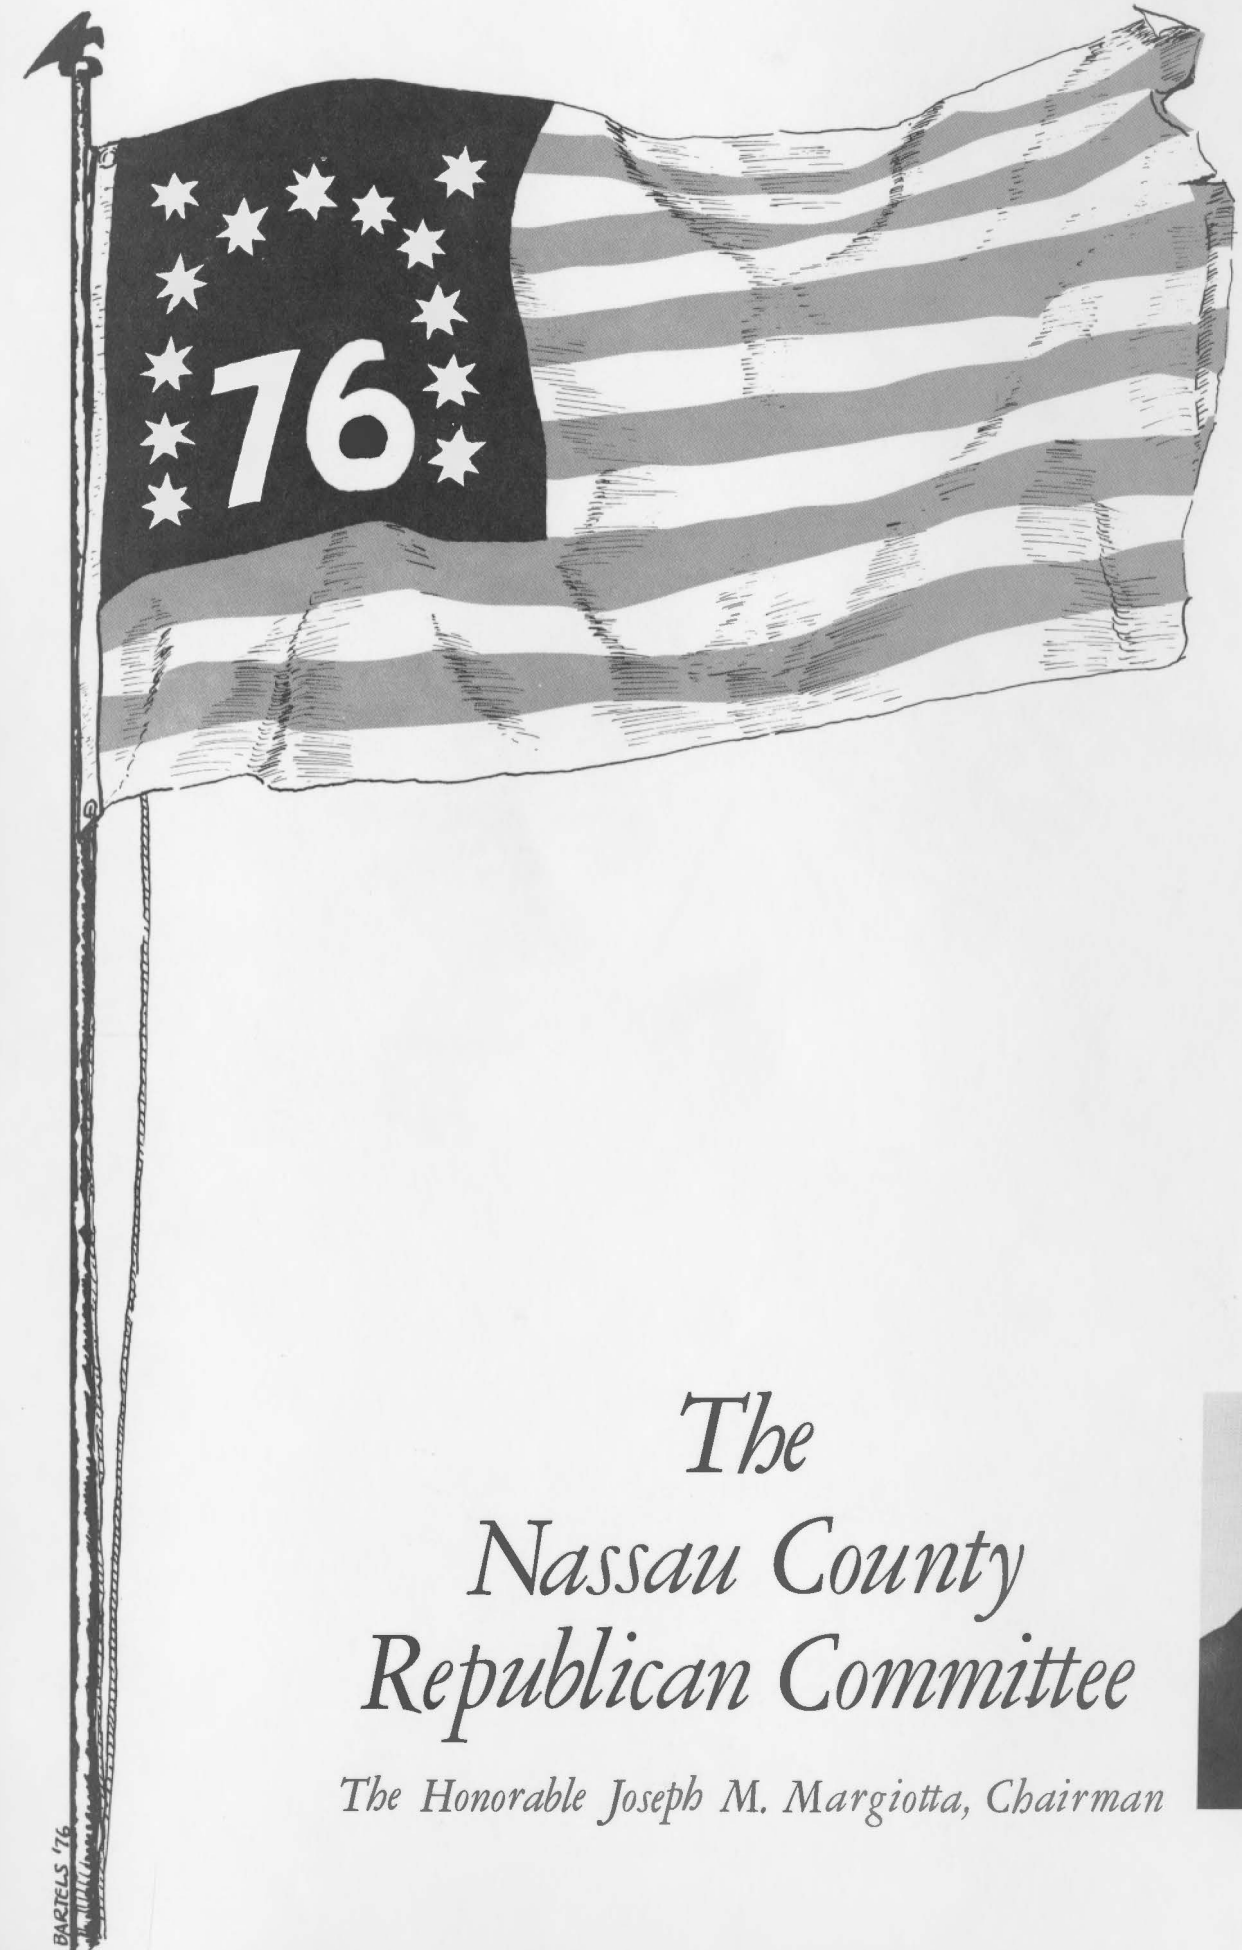 76
The
Nassau County
Republican Committee
The Honorable Joseph M. Margiotta, Chairman
BARTELS '76